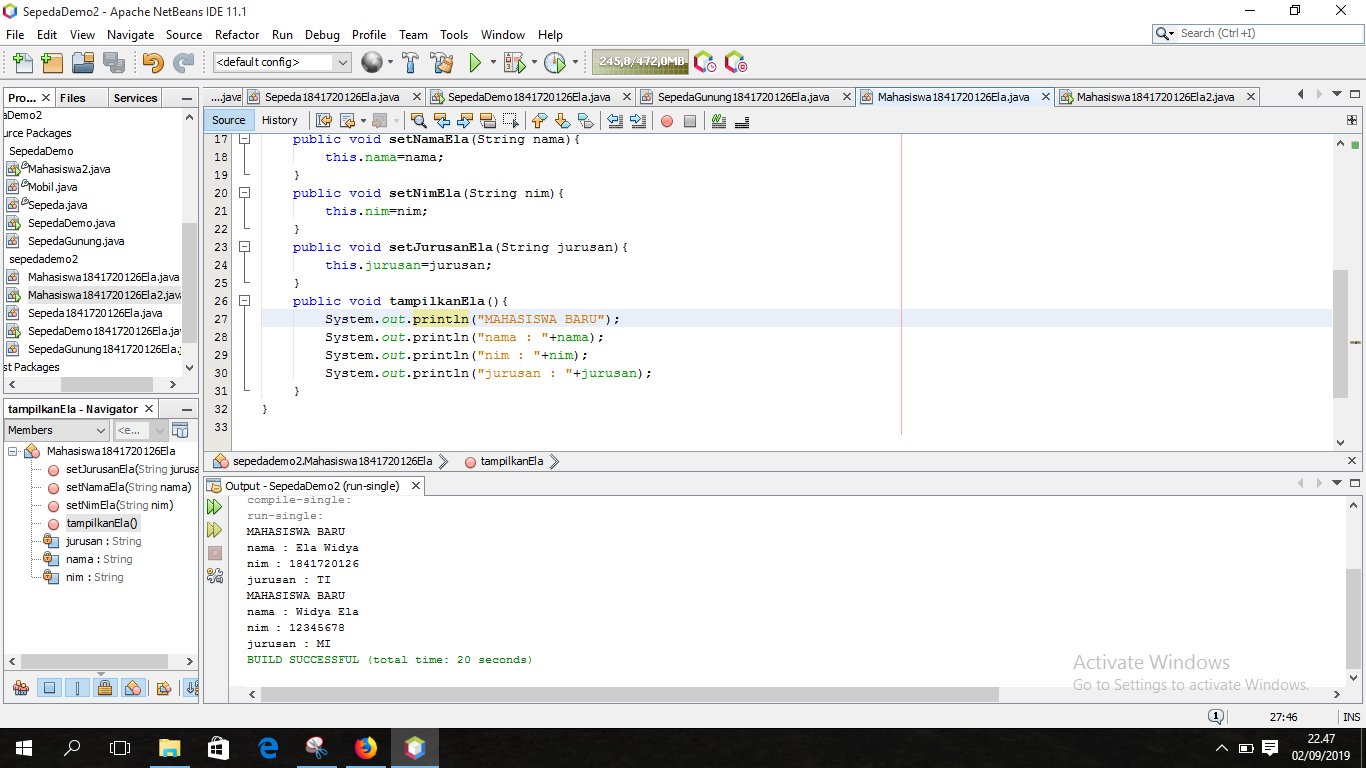 SepedaDemo2 - Apache NetBeans IDE 11.1
File Edit View Navigate Source Refactor Run Debug Profile Team Tools Window Help
Search (Ctrl+I)
<default config>
245,8/472,0MB
Pro... Files Services
....java Sepeda1841720126Ela.java SepedaDemo1841720126Ela.java SepedaGunung1841720126Ela.java Mahasiswa1841720126Ela.java Mahasiswa1841720126Ela2.java
Source History
aDemo2
urce Packages
SepedaDemo
Mahasiswa2.java
Mobil.java
Sepeda.java
SepedaDemo.java
SepedaGunung.java
sepedademo2
Mahasiswa1841720126Ela.java
Mahasiswa1841720126Ela2.java
Sepeda1841720126Ela.java
SepedaDemo1841720126Ela.java
SepedaGunung1841720126Ela.j
st Packages
17 public void setNamaEla(String nama){
18 this.nama=nama;
19 }
20 public void setNimEla(String nim){
21 this.nim=nim;
22 }
23 public void setJurusanEla(String jurusan){
24 this.jurusan=jurusan;
25 }
26 public void tampilkanEla(){
27 System.out.println("MAHASISWA BARU");
28 System.out.println("nama : "+nama);
29 System.out.println("nim : "+nim);
30 System.out.println("jurusan : "+jurusan);
31 }
32 }
33
sepedademo2.Mahasiswa1841720126Ela tampilkanEla
tampilkanEla - Navigator
Members <e...
Mahasiswa1841720126Ela
setJurusanEla(String jurusa
setNamaEla(String nama)
setNimEla(String nim)
tampilkanEla()
jurusan : String
nama : String
nim : String
Output - SepedaDemo2 (run-single)
compile-single:
run-single:
MAHASISWA BARU
nama : Ela Widya
nim : 1841720126
jurusan : TI
MAHASISWA BARU
nama : Widya Ela
nim : 12345678
jurusan : MI
BUILD SUCCESSFUL (total time: 20 seconds)
Activate Windows
Go to Settings to activate Windows.
1 27:46 INS
22.47
02/09/2019